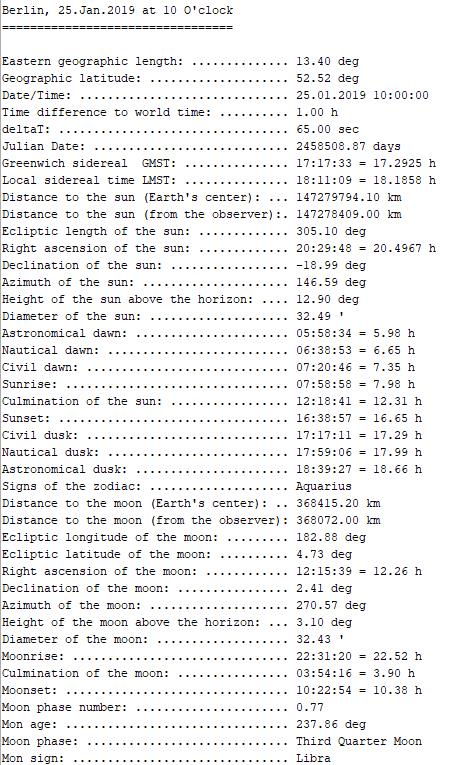 Berlin, 25.Jan.2019 at 10 O'clock
=================================
Eastern geographic length: .............. 13.40 deg
Geographic latitude: .................... 52.52 deg
Date/Time: .............................. 25.01.2019 10:00:00
Time difference to world time: .......... 1.00 h
deltaT: ................................. 65.00 sec
Julian Date: ............................ 2458508.87 days
Greenwich sidereal  GMST: ............... 17:17:33 = 17.2925 h
Local sidereal time LMST: ............... 18:11:09 = 18.1858 h
Distance to the sun (Earth's center): ... 147279794.10 km
Distance to the sun (from the observer):. 147278409.00 km
Ecliptic length of the sun: ............. 305.10 deg
Right ascension of the sun: ............. 20:29:48 = 20.4967 h
Declination of the sun: ................. -18.99 deg
Azimuth of the sun: ..................... 146.59 deg
Height of the sun above the horizon: .... 12.90 deg
Diameter of the sun: .................... 32.49 '
Astronomical dawn: ...................... 05:58:34 = 5.98 h
Nautical dawn: .......................... 06:38:53 = 6.65 h
Civil dawn: ............................. 07:20:46 = 7.35 h
Sunrise: ................................ 07:58:58 = 7.98 h
Culmination of the sun: ................. 12:18:41 = 12.31 h
Sunset: ................................. 16:38:57 = 16.65 h
Civil dusk: ............................. 17:17:11 = 17.29 h
Nautical dusk: .......................... 17:59:06 = 17.99 h
Astronomical dusk: ...................... 18:39:27 = 18.66 h
Signs of the zodiac: .................... Aquarius
Distance to the moon (Earth's center): .. 368415.20 km
Distance to the moon (from the observer): 368072.00 km
Ecliptic longitude of the moon: ......... 182.88 deg
Ecliptic latitude of the moon: .......... 4.73 deg
Right ascension of the moon: ............ 12:15:39 = 12.26 h
Declination of the moon: ................ 2.41 deg
Azimuth of the moon: .................... 270.57 deg
Height of the moon above the horizon: ... 3.10 deg
Diameter of the moon: ................... 32.43 '
Moonrise: ............................... 22:31:20 = 22.52 h
Culmination of the moon: ................ 03:54:16 = 3.90 h
Moonset: ................................ 10:22:54 = 10.38 h
Moon phase number: ...................... 0.77
Mon age: ................................ 237.86 deg
Moon phase: ............................. Third Quarter Moon
Mon sign: ............................... Libra